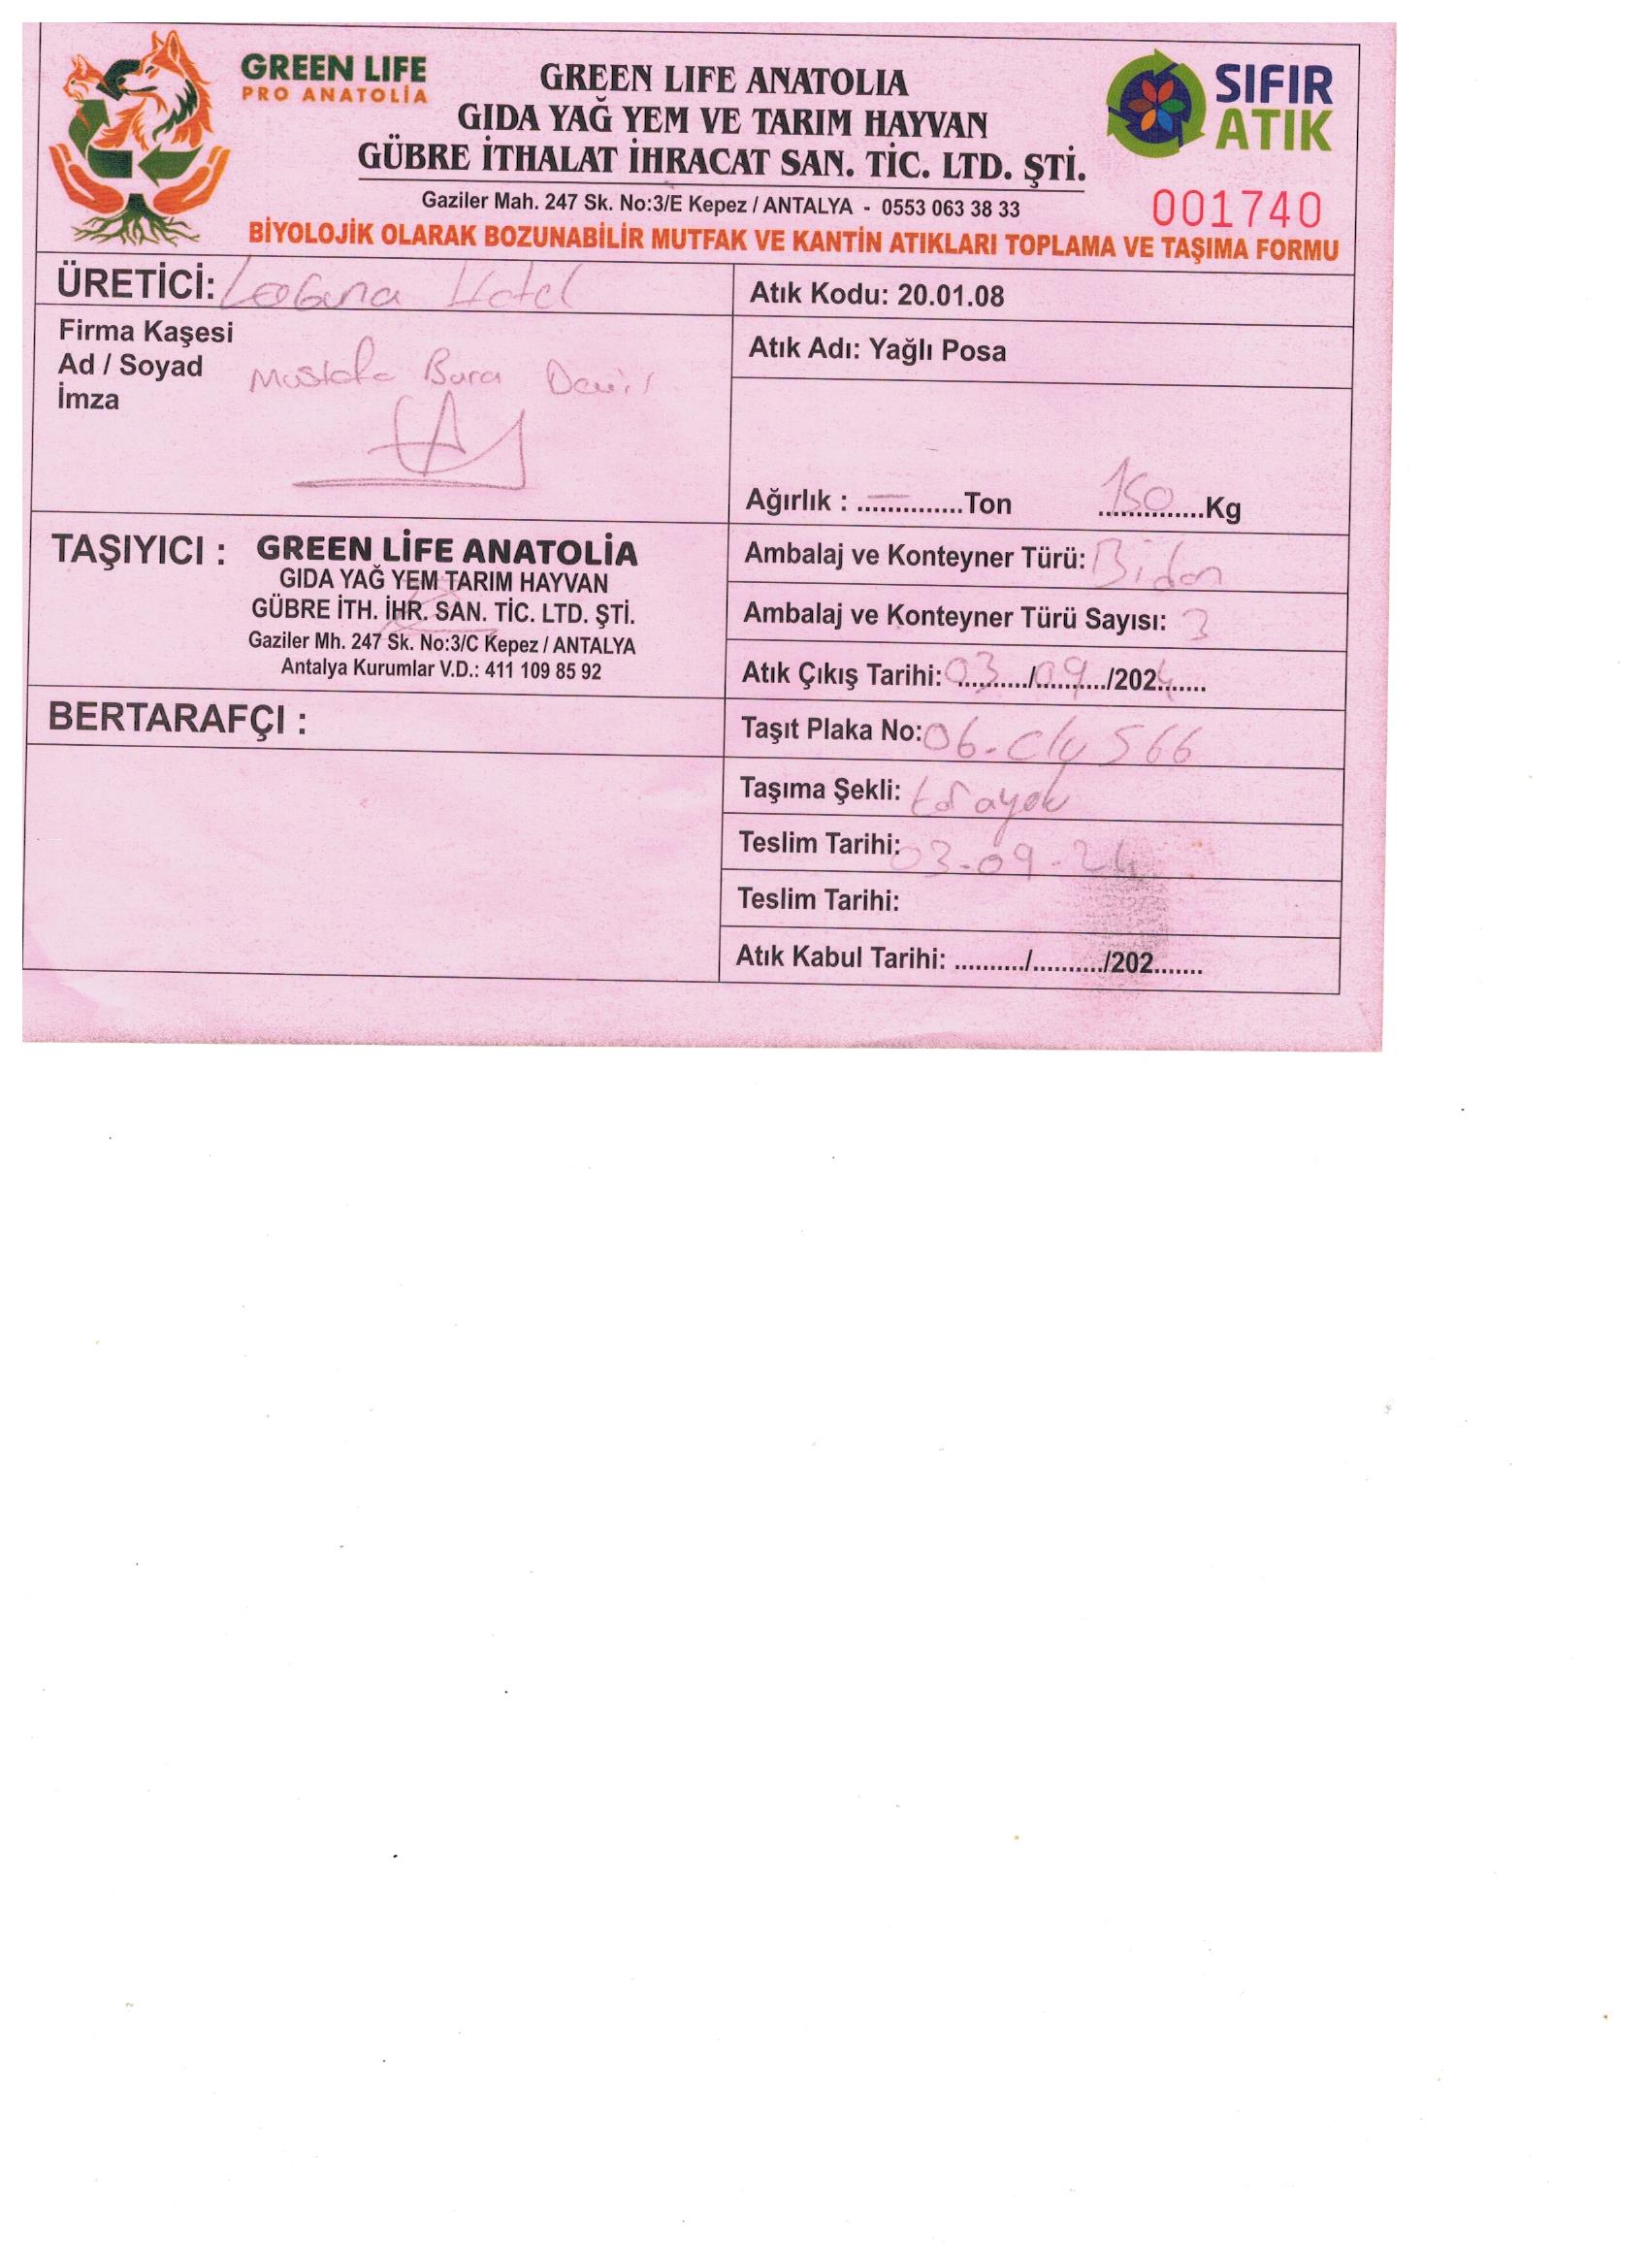 GREEN LIFE
PRO ANATOLİA
GREEN LIFE ANATOLIA
GIDA YAĞ YEM VE TARIM HAYVAN
GÜBRE İTHALAT İHRACAT SAN. TİC. LTD. ŞTİ.
Gaziler Mah. 247 Sk. No:3/E Kepez / ANTALYA - 0553 063 38 33
SIFIR
ATIK
001740
BİYOLOJİK OLARAK BOZUNABİLİR MUTFAK VE KANTİN ATIKLARI TOPLAMA VE TAŞIMA FORMU
ÜRETİCİ: Hotel
Firma Kaşesi
Ad / Soyad Mustafa
İmza
Atık Kodu: 20.01.08
Atık Adı: Yağlı Posa
Ağırlık : –..............Ton 150..............Kg
TAŞIYICI : GREEN LİFE ANATOLİA
GIDA YAĞ YEM TARIM HAYVAN
GÜBRE İTH. İHR. SAN. TİC. LTD. ŞTİ.
Gaziler Mh. 247 Sk. No:3/C Kepez / ANTALYA
Antalya Kurumlar V.D.: 411 109 85 92
Ambalaj ve Konteyner Türü: Bidon
Ambalaj ve Konteyner Türü Sayısı: 3
Atık Çıkış Tarihi: 03/09/2024
BERTARAFÇI :
Taşıt Plaka No: 06. 566
Taşıma Şekli:
Teslim Tarihi: 03-09-24
Teslim Tarihi:
Atık Kabul Tarihi: ........../........../202.......